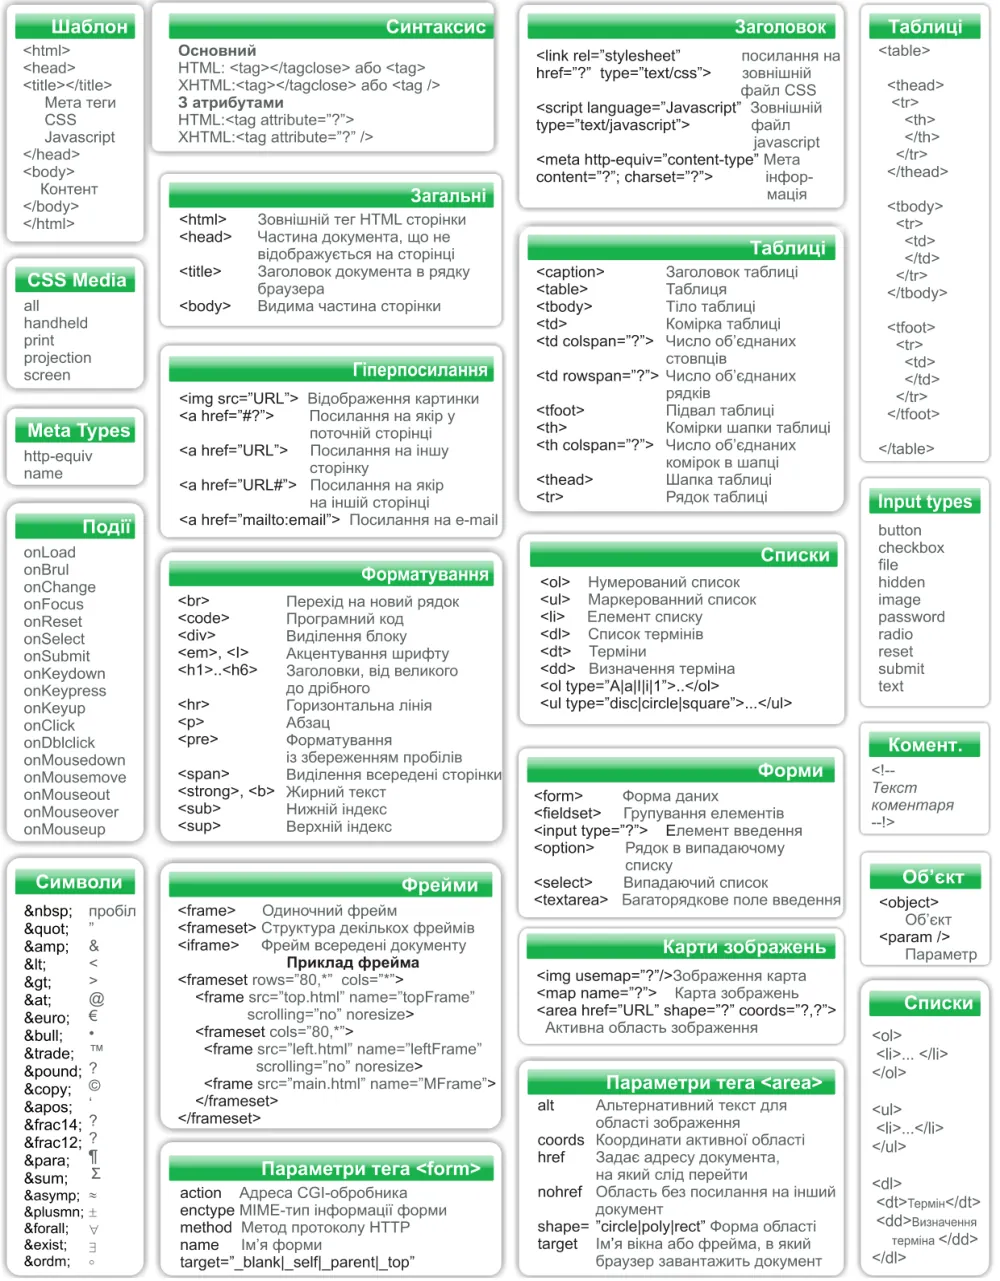 Шаблон
<html>
<head>
<title></title>
Мета теги
CSS
Javascript
</head>
<body>
Контент
</body>
</html>
CSS Media
all
handheld
print
projection
screen
Meta Types
http-equiv
name
Події
onLoad
onBrul
onChange
onFocus
onReset
onSelect
onSubmit
onKeydown
onKeypress
onKeyup
onClick
onDblclick
onMousedown
onMousemove
onMouseout
onMouseover
onMouseup
Символи
&nbsp; пробіл
&quot; ”
&amp; &
&lt; <
&gt; >
&at; @
&euro; €
&bull; •
&trade; ™
&pound; ?
&copy; ©
&apos; ‘
&frac14; ?
&frac12; ?
&para; ¶
&sum; Σ
&asymp; ≈
&plusmn; ±
&forall; ∀
&exist; ∃
&ordm; °
Синтаксис
Основний
HTML: <tag></tagclose> або <tag>
XHTML:<tag></tagclose> або <tag />
З атрибутами
HTML:<tag attribute=”?”>
XHTML:<tag attribute=”?” />
Загальні
<html> Зовнішній тег HTML сторінки
<head> Частина документа, що не
відображується на сторінці
<title> Заголовок документа в рядку
браузера
<body> Видима частина сторінки
Гіперпосилання
<img src=”URL”> Відображення картинки
<a href=”#?”> Посилання на якір у
поточній сторінці
<a href=”URL”> Посилання на іншу
сторінку
<a href=”URL#”> Посилання на якір
на іншій сторінці
<a href=”mailto:email”> Посилання на e-mail
Форматування
<br> Перехід на новий рядок
<code> Програмний код
<div> Виділення блоку
<em>, <I> Акцентування шрифту
<h1>..<h6> Заголовки, від великого
до дрібного
<hr> Горизонтальна лінія
<p> Абзац
<pre> Форматування
із збереженням пробілів
<span> Виділення всередені сторінки
<strong>, <b> Жирний текст
<sub> Нижній індекс
<sup> Верхній індекс
Фрейми
<frame> Одиночний фрейм
<frameset> Структура декількох фреймів
<iframe> Фрейм всередені документу
Приклад фрейма
<frameset rows=”80,*” cols=”*”>
<frame src=”top.html” name=”topFrame”
scrolling=”no” noresize>
<frameset cols=”80,*”>
<frame src=”left.html” name=”leftFrame”
scrolling=”no” noresize>
<frame src=”main.html” name=”MFrame”>
</frameset>
</frameset>
Параметри тега <form>
action Адреса CGI-обробника
enctype MIME-тип інформації форми
method Метод протоколу HTTP
name Ім’я форми
target=”_blank|_self|_parent|_top”
Заголовок
<link rel=”stylesheet” посилання на
href=”?” type=”text/css”> зовнішній
файл CSS
<script language=”Javascript” Зовнішній
type=”text/javascript”> файл
javascript
<meta http-equiv=”content-type” Мета
content=”?”; charset=”?”> інфор-
мація
Таблиці
<caption> Заголовок таблиці
<table> Таблиця
<tbody> Тіло таблиці
<td> Комірка таблиці
<td colspan=”?”> Число об’єднаних
стовпців
<td rowspan=”?”> Число об’єднаних
рядків
<tfoot> Підвал таблиці
<th> Комірки шапки таблиці
<th colspan=”?”> Число об’єднаних
комірок в шапці
<thead> Шапка таблиці
<tr> Рядок таблиці
Списки
<ol> Нумерований список
<ul> Маркерованний список
<li> Елемент списку
<dl> Список термінів
<dt> Терміни
<dd> Визначення терміна
<ol type=”A|a|I|i|1”>..</ol>
<ul type=”disc|circle|square”>...</ul>
Форми
<form> Форма даних
<fieldset> Групування елементів
<input type=”?”> Елемент введення
<option> Рядок в випадаючому
списку
<select> Випадаючий список
<textarea> Багаторядкове поле введення
Карти зображень
<img usemap=”?”/>Зображення карта
<map name=”?”> Карта зображень
<area href=”URL” shape=”?” coords=”?,?”>
Активна область зображення
Параметри тега <area>
alt Альтернативний текст для
області зображення
coords Координати активної області
href Задає адресу документа,
на який слід перейти
nohref Область без посилання на інший
документ
shape= ”circle|poly|rect” Форма області
target Ім’я вікна або фрейма, в який
браузер завантажить документ
Таблиці
<table>
<thead>
<tr>
<th>
</th>
</tr>
</thead>
<tbody>
<tr>
<td>
</td>
</tr>
</tbody>
<tfoot>
<tr>
<td>
</td>
</tr>
</tfoot>
</table>
Input types
button
checkbox
file
hidden
image
password
radio
reset
submit
text
Комент.
<!--
Текст
коментаря
--!>
Об’єкт
<object>
Об’єкт
<param />
Параметр
Списки
<ol>
<li>... </li>
</ol>
<ul>
<li>...</li>
</ul>
<dl>
<dt>Термін</dt>
<dd>Визначення
терміна </dd>
</dl>